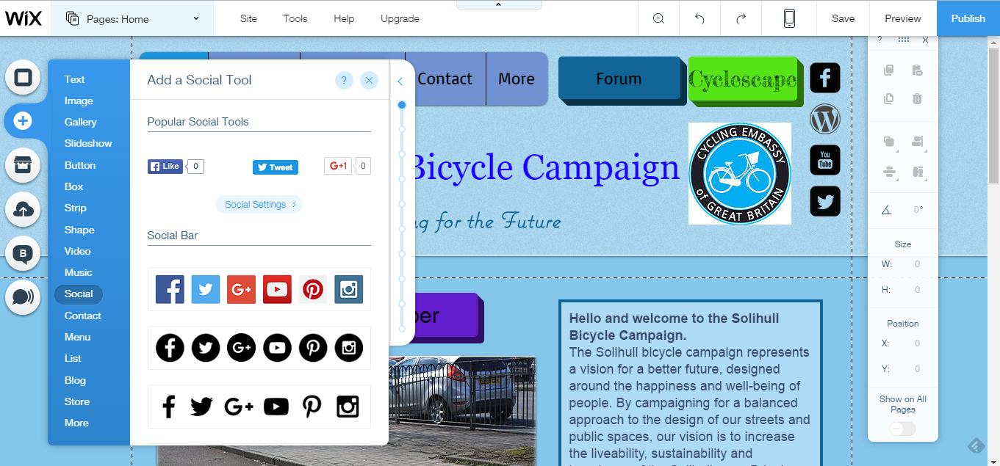 WiX
Pages: Home
Site
Tools
Help
Upgrade
Save
Preview
Publish
Text
Image
Gallery
Slideshow
Button
Box
Strip
Shape
Video
Music
Social
Contact
Menu
List
Blog
Store
More
B
Add a Social Tool
?
Popular Social Tools
Like
0
Tweet
G+1
0
Social Settings
Social Bar
G+
G+
G+
Contact
More
Forum
Cyclescape
Bicycle Campaign
ng for the Future
CYCLING EMBASSY
of GREAT BRITAIN
You
Tube
ber
Hello and welcome to the Solihull
Bicycle Campaign.
The Solihull bicycle campaign represents
a vision for a better future, designed
around the happiness and well-being of
people. By campaigning for a balanced
approach to the design of our streets and
public spaces, our vision is to increase
the liveability, sustainability and
?
0°
Size
W: 0
H: 0
Position
X: 0
Y: 0
Show on All
Pages